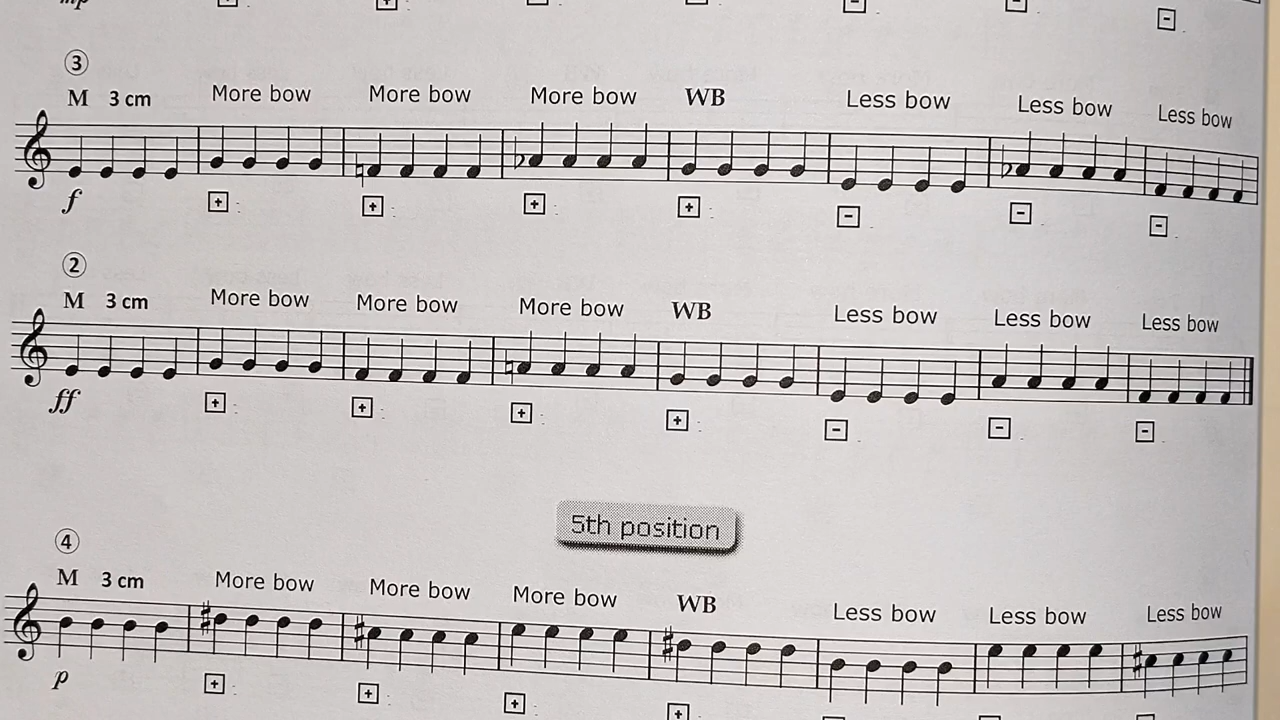 mp
③
M 3 cm More bow More bow More bow WB Less bow Less bow Less bow
f
②
M 3 cm More bow More bow More bow WB Less bow Less bow Less bow
ff
5th position
④
M 3 cm More bow More bow More bow WB Less bow Less bow Less bow
p